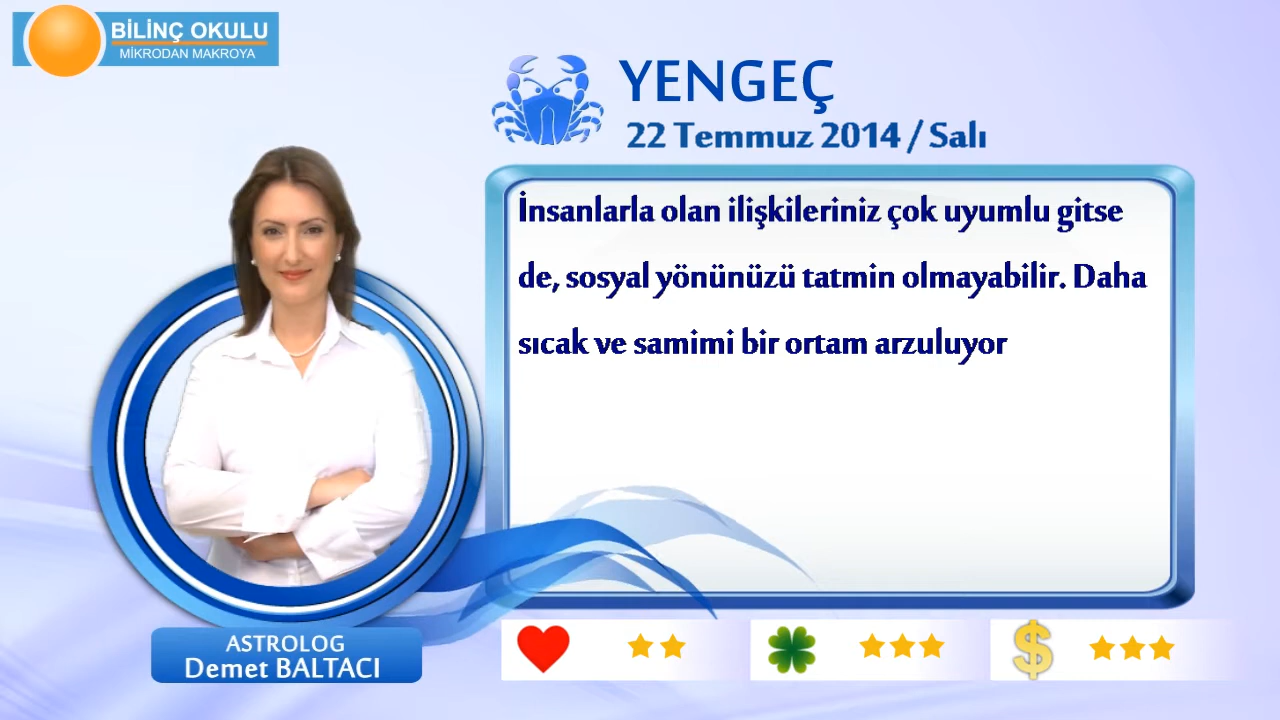 BİLİNÇ OKULU
MİKRODAN MAKROYA
YENGEÇ
22 Temmuz 2014 / Salı
İnsanlarla olan ilişkileriniz çok uyumlu gitse
de, sosyal yönünüzü tatmin olmayabilir. Daha
sıcak ve samimi bir ortam arzuluyor
ASTROLOG
Demet BALTACI